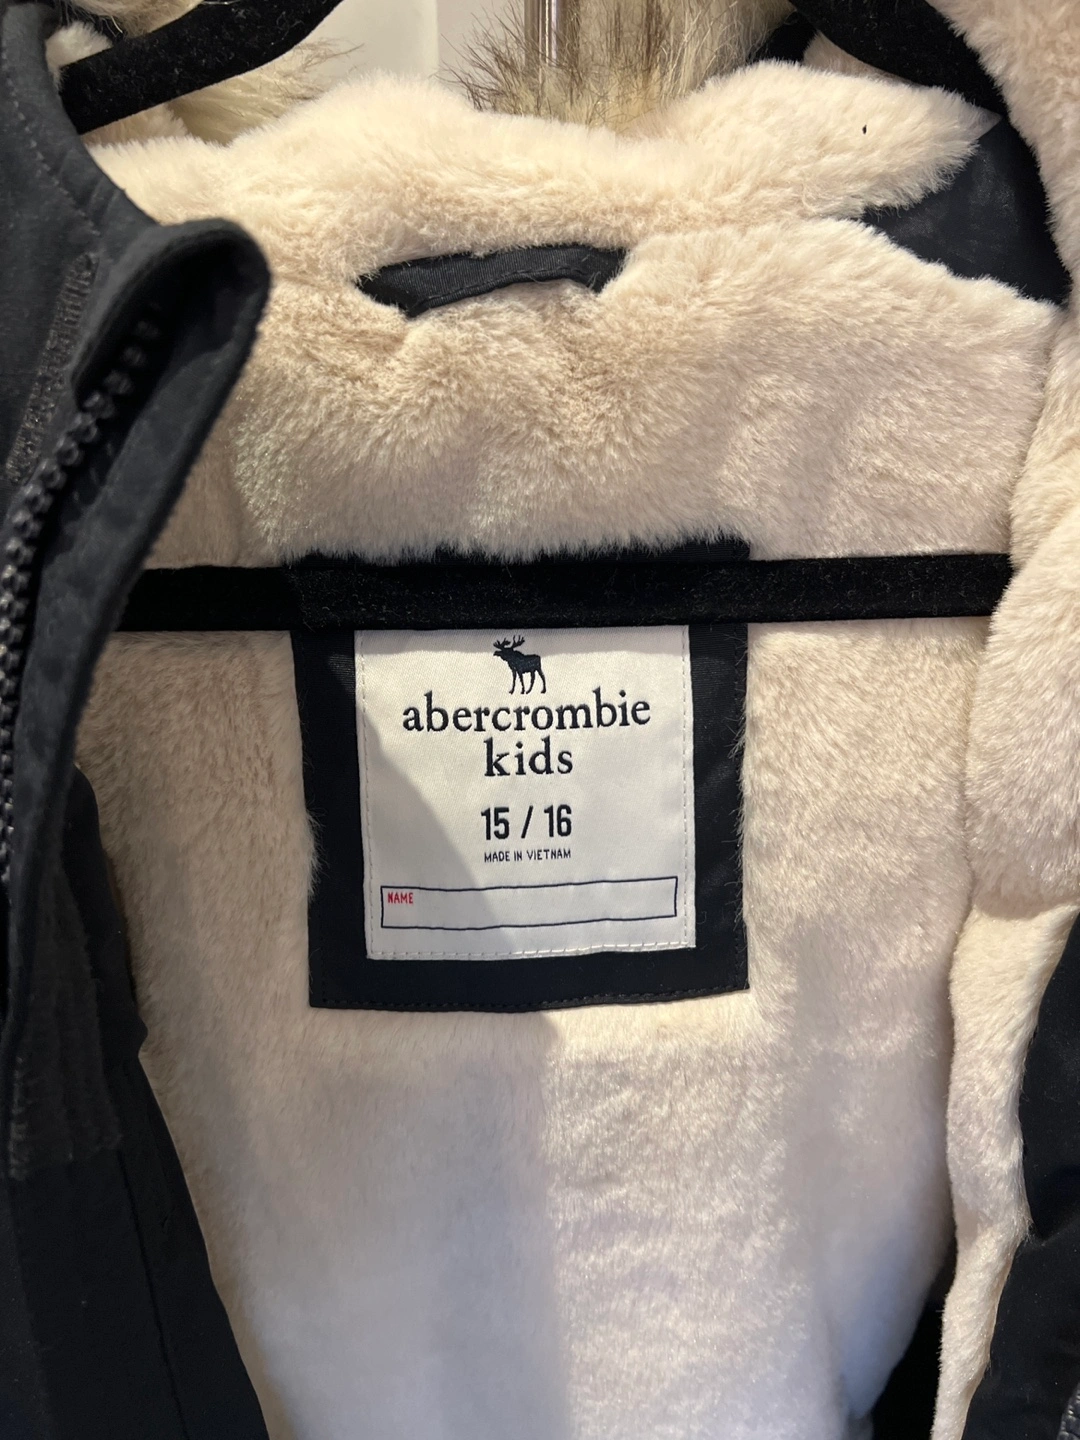 abercrombie
kids
15 / 16
MADE IN VIETNAM
NAME